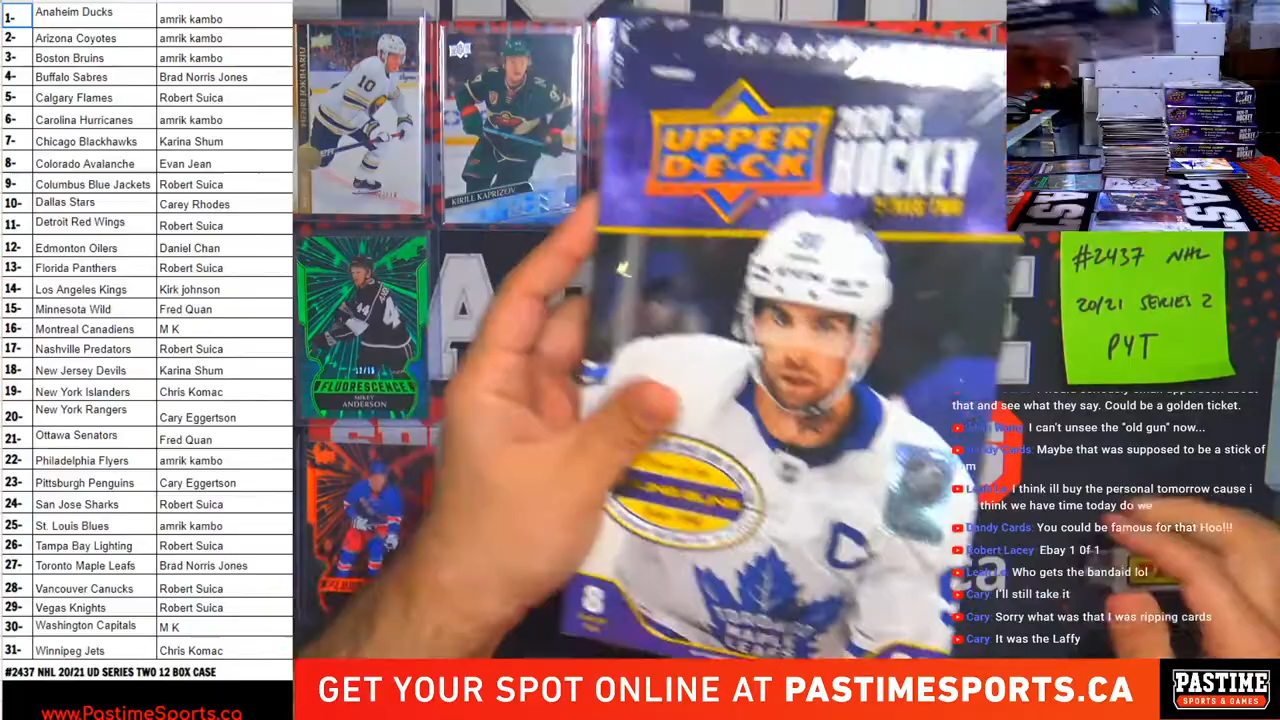 1- Anaheim Ducks amrik kambo
2- Arizona Coyotes amrik kambo
3- Boston Bruins amrik kambo
4- Buffalo Sabres Brad Norris Jones
5- Calgary Flames Robert Suica
6- Carolina Hurricanes amrik kambo
7- Chicago Blackhawks Karina Shum
8- Colorado Avalanche Evan Jean
9- Columbus Blue Jackets Robert Suica
10- Dallas Stars Carey Rhodes
11- Detroit Red Wings Robert Suica
12- Edmonton Oilers Daniel Chan
13- Florida Panthers Robert Suica
14- Los Angeles Kings Kirk johnson
15- Minnesota Wild Fred Quan
16- Montreal Canadiens M K
17- Nashville Predators Robert Suica
18- New Jersey Devils Karina Shum
19- New York Islanders Chris Komac
20- New York Rangers Cary Eggertson
21- Ottawa Senators Fred Quan
22- Philadelphia Flyers amrik kambo
23- Pittsburgh Penguins Cary Eggertson
24- San Jose Sharks Robert Suica
25- St. Louis Blues amrik kambo
26- Tampa Bay Lighting Robert Suica
27- Toronto Maple Leafs Brad Norris Jones
28- Vancouver Canucks Robert Suica
29- Vegas Knights Robert Suica
30- Washington Capitals M K
31- Winnipeg Jets Chris Komac
#2437 NHL 20/21 UD SERIES TWO 12 BOX CASE
www.PastimeSports.ca
HENRI JOKIHARJU
10
KIRILL KAPRIZOV
44
12/15
FLUORESCENCE
MIKEY
ANDERSON
UPPER
DECK
HOCKEY
C
8
#2437 NHL
20/21 SERIES 2
PYT
that and see what they say. Could be a golden ticket.
I can't unsee the "old gun" now...
Cards: Maybe that was supposed to be a stick of
I think ill buy the personal tomorrow cause i
think we have time today do we
Dandy Cards: You could be famous for that Hoo!!!
Robert Lacey: Ebay 1 0f 1
Who gets the bandaid lol
Cary: I'll still take it
Cary: Sorry what was that I was ripping cards
Cary: It was the Laffy
GET YOUR SPOT ONLINE AT PASTIMESPORTS.CA
PASTIME
SPORTS & GAMES